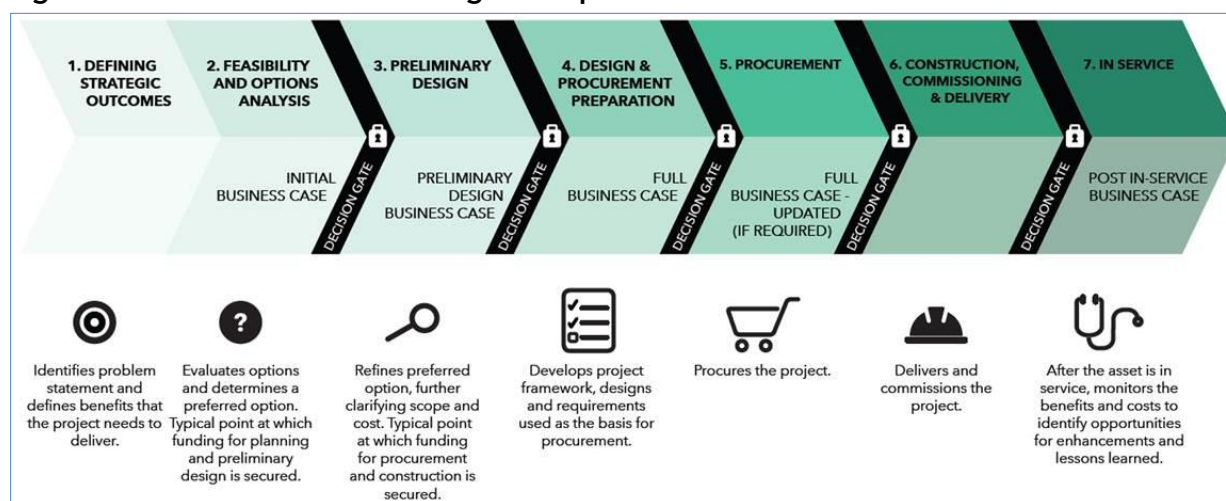 1. DEFINING
STRATEGIC
OUTCOMES
2. FEASIBILITY
AND OPTIONS
ANALYSIS
3. PRELIMINARY
DESIGN
4. DESIGN &
PROCUREMENT
PREPARATION
5. PROCUREMENT
6. CONSTRUCTION,
COMMISSIONING
& DELIVERY
7. IN SERVICE
INITIAL
BUSINESS CASE
DECISION GATE
PRELIMINARY
DESIGN
BUSINESS CASE
DECISION GATE
FULL
BUSINESS CASE
DECISION GATE
FULL
BUSINESS CASE -
UPDATED
(IF REQUIRED)
DECISION GATE
DECISION GATE
POST IN-SERVICE
BUSINESS CASE
?
Identifies problem
statement and
defines benefits that
the project needs to
deliver.
Evaluates options
and determines a
preferred option.
Typical point at which
funding for planning
and preliminary
design is secured.
Refines preferred
option, further
clarifying scope and
cost. Typical point
at which funding
for procurement
and construction is
secured.
Develops project
framework, designs
and requirements
used as the basis for
procurement.
Procures the project.
Delivers and
commissions the
project.
After the asset is in
service, monitors the
benefits and costs to
identify opportunities
for enhancements and
lessons learned.